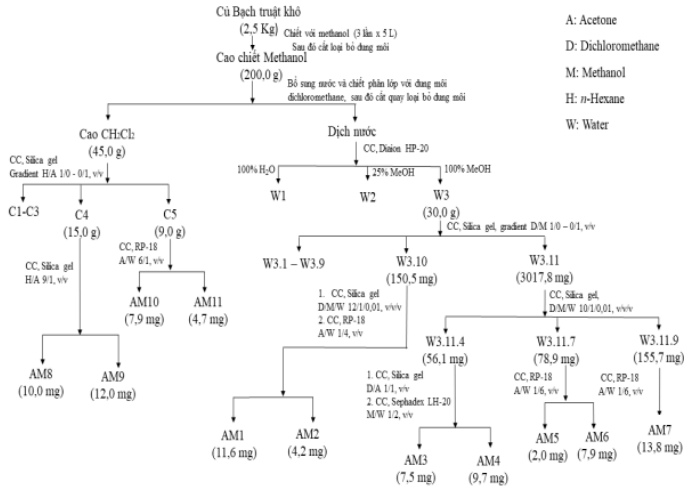 Củ Bạch truật khô
(2,5 Kg)
Chiết với methanol (3 lần x 5 L)
Sau đó cất loại bỏ dung môi
Cao chiết Methanol
(200,0 g)
Bổ sung nước và chiết phân lớp với dung môi
dichloromethane, sau đó cất quay loại bỏ dung môi
A: Acetone
D: Dichloromethane
M: Methanol
H: n-Hexane
W: Water
Cao CH2Cl2
(45,0 g)
Dịch nước
CC, Silica gel
Gradient H/A 1/0 - 0/1, v/v
CC, Diaion HP-20
100% H2O
25% MeOH
100% MeOH
C1-C3
C4
(15,0 g)
C5
(9,0 g)
W1
W2
W3
(30,0 g)
CC, Silica gel, gradient D/M 1/0 – 0/1, v/v
CC, Silica gel
H/A 9/1, v/v
CC, RP-18
A/W 6/1, v/v
W3.1 – W3.9
W3.10
(150,5 mg)
W3.11
(3017,8 mg)
AM10
(7,9 mg)
AM11
(4,7 mg)
1. CC, Silica gel
D/M/W 12/1/0,01, v/v/v
2. CC, RP-18
A/W 1/4, v/v
CC, Silica gel,
D/M/W 10/1/0,01, v/v/v
W3.11.4
(56,1 mg)
W3.11.7
(78,9 mg)
W3.11.9
(155,7 mg)
AM8
(10,0 mg)
AM9
(12,0 mg)
1. CC, Silica gel
D/A 1/1, v/v
2. CC, Sephadex LH-20
M/W 1/2, v/v
CC, RP-18
A/W 1/6, v/v
CC, RP-18
A/W 1/6, v/v
AM1
(11,6 mg)
AM2
(4,2 mg)
AM3
(7,5 mg)
AM4
(9,7 mg)
AM5
(2,0 mg)
AM6
(7,9 mg)
AM7
(13,8 mg)